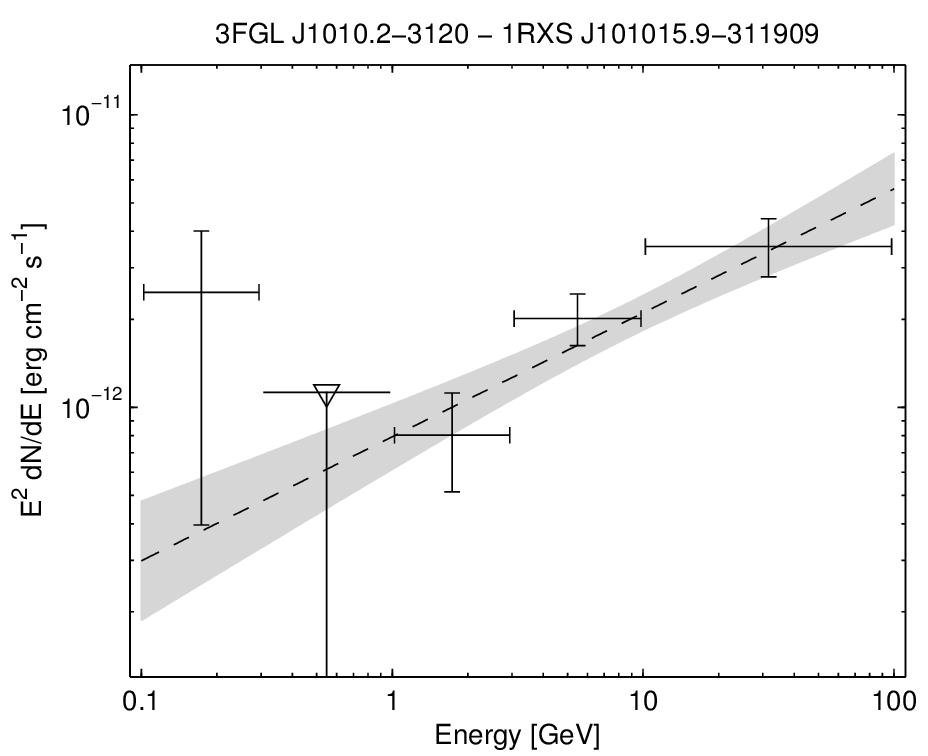 3FGL J1010.2−3120 − 1RXS J101015.9−311909
10⁻¹¹
10⁻¹²
E² dN/dE [erg cm⁻² s⁻¹]
0.1 1 10 100
Energy [GeV]